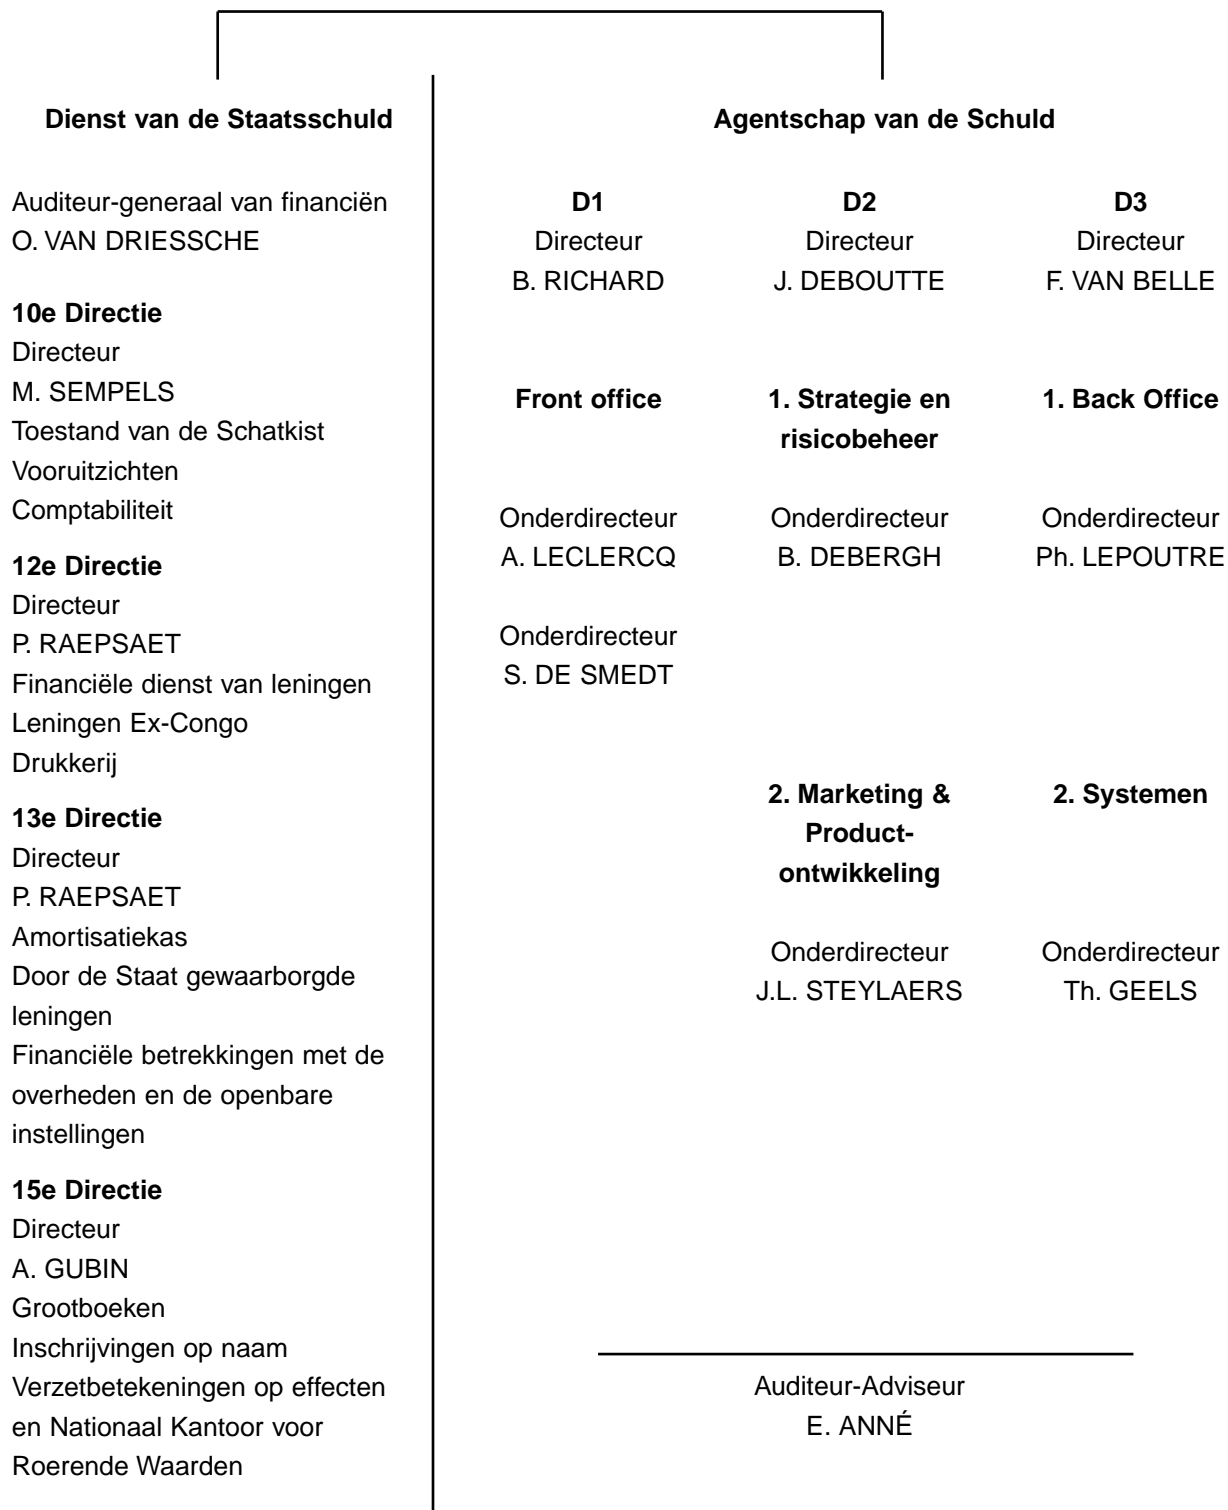 Dienst van de Staatsschuld
Auditeur-generaal van financiën
O. VAN DRIESSCHE
10e Directie
Directeur
M. SEMPELS
Toestand van de Schatkist
Vooruitzichten
Comptabiliteit
12e Directie
Directeur
P. RAEPSAET
Financiële dienst van leningen
Leningen Ex-Congo
Drukkerij
13e Directie
Directeur
P. RAEPSAET
Amortisatiekas
Door de Staat gewaarborgde
leningen
Financiële betrekkingen met de
overheden en de openbare
instellingen
15e Directie
Directeur
A. GUBIN
Grootboeken
Inschrijvingen op naam
Verzetbetekeningen op effecten
en Nationaal Kantoor voor
Roerende Waarden
Agentschap van de Schuld
D1
Directeur
B. RICHARD
Front office
Onderdirecteur
A. LECLERCQ
Onderdirecteur
S. DE SMEDT
D2
Directeur
J. DEBOUTTE
1. Strategie en
risicobeheer
Onderdirecteur
B. DEBERGH
2. Marketing &
Product-
ontwikkeling
Onderdirecteur
J.L. STEYLAERS
D3
Directeur
F. VAN BELLE
1. Back Office
Onderdirecteur
Ph. LEPOUTRE
2. Systemen
Onderdirecteur
Th. GEELS
Auditeur-Adviseur
E. ANNÉ